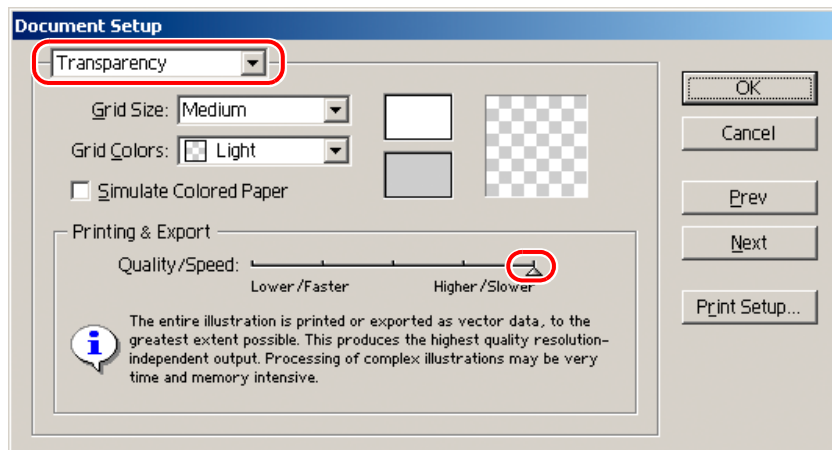 Document Setup
Transparency
OK
Grid Size: Medium
Cancel
Grid Colors: Light
Simulate Colored Paper
Prev
Printing & Export
Next
Quality/Speed:
Lower/Faster Higher/Slower
Print Setup...
The entire illustration is printed or exported as vector data, to the
greatest extent possible. This produces the highest quality resolution-
independent output. Processing of complex illustrations may be very
time and memory intensive.